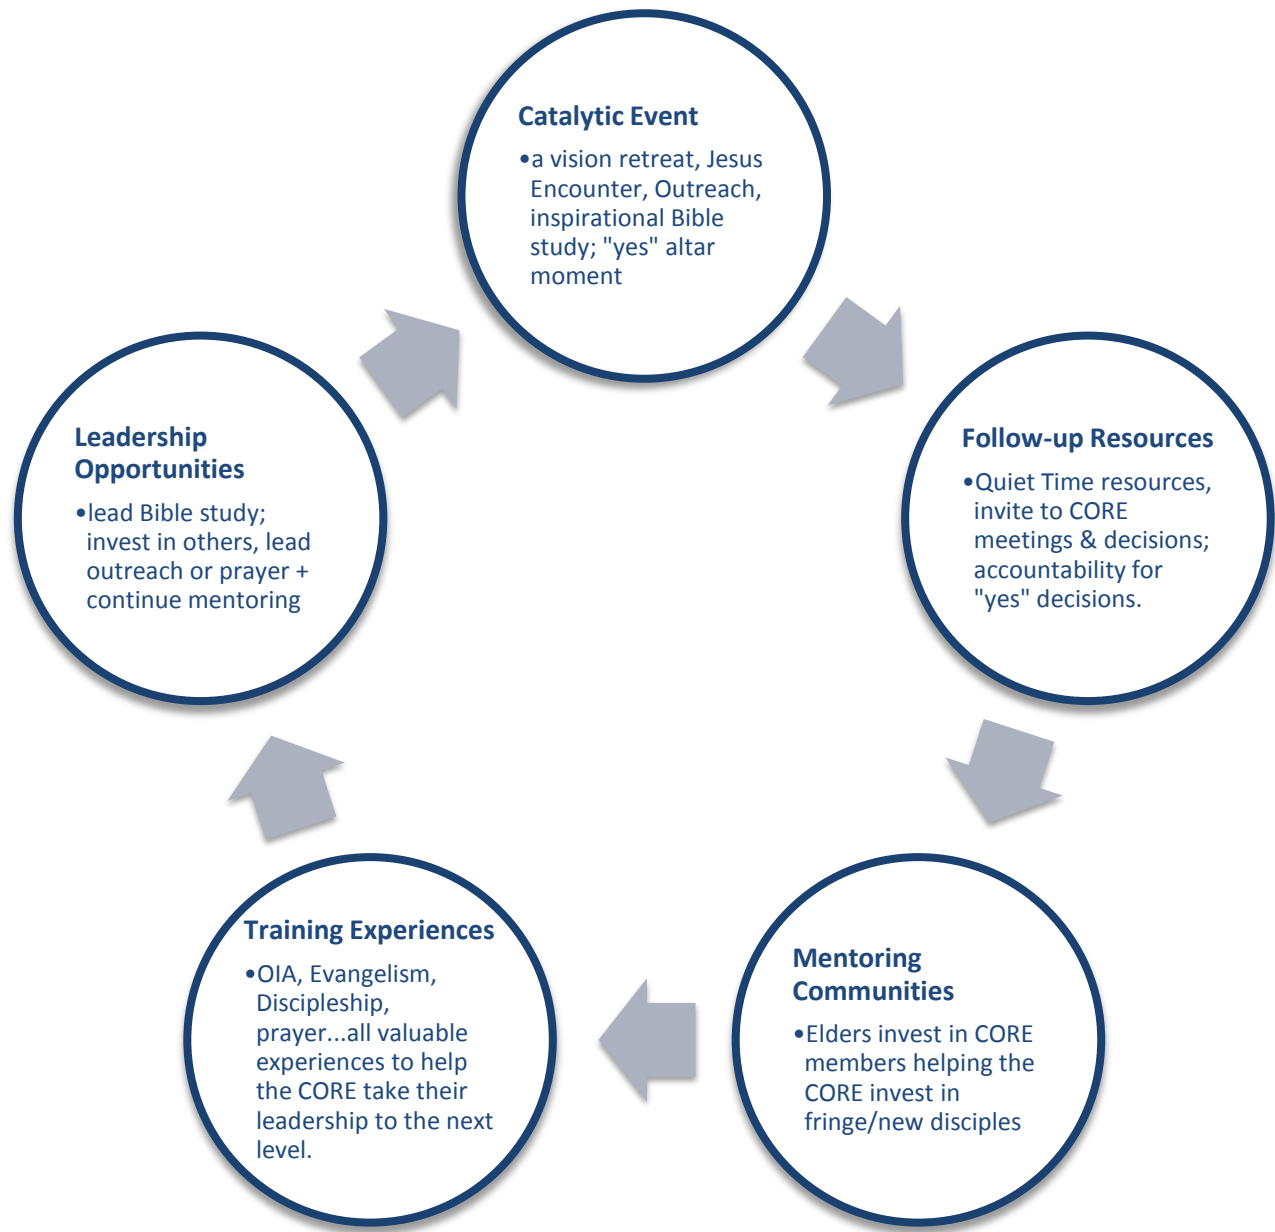 Catalytic Event
•a vision retreat, Jesus
Encounter, Outreach,
inspirational Bible
study; "yes" altar
moment
Follow-up Resources
•Quiet Time resources,
invite to CORE
meetings & decisions;
accountability for
"yes" decisions.
Mentoring
Communities
•Elders invest in CORE
members helping the
CORE invest in
fringe/new disciples
Training Experiences
•OIA, Evangelism,
Discipleship,
prayer...all valuable
experiences to help
the CORE take their
leadership to the next
level.
Leadership
Opportunities
•lead Bible study;
invest in others, lead
outreach or prayer +
continue mentoring